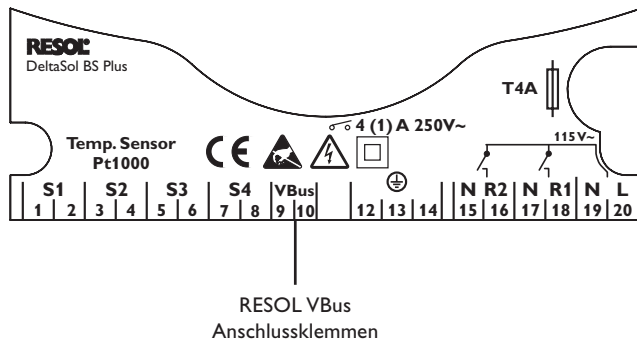 RESOL®
DeltaSol BS Plus
T4A
4 (1) A 250V~
115V~
Temp. Sensor
Pt1000
CE
S1 S2 S3 S4 VBus N R2 N R1 N L
1 2 3 4 5 6 7 8 9 10 12 13 14 15 16 17 18 19 20
RESOL VBus
Anschlussklemmen